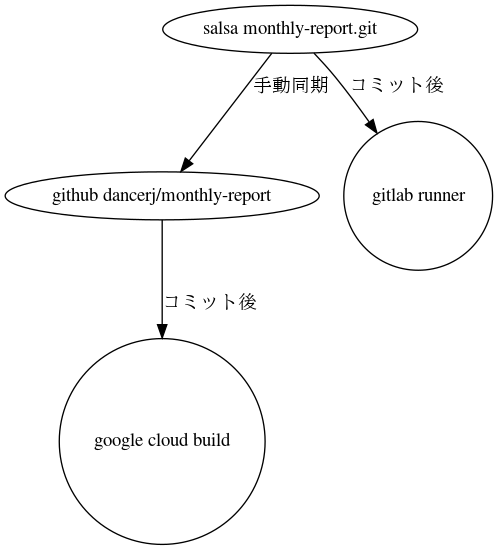 salsa monthly-report.git
手動同期
コミット後
github dancerj/monthly-report
gitlab runner
コミット後
google cloud build